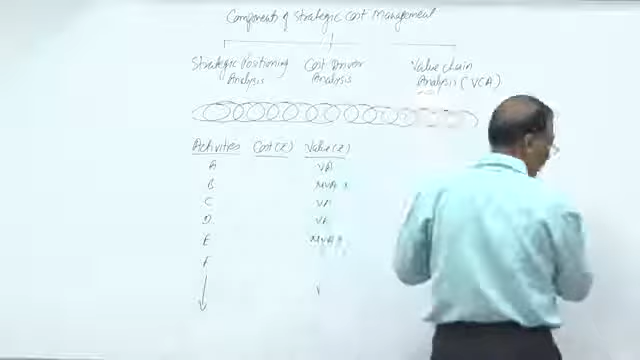 Components of Strategic Cost Management
Strategic Positioning Analysis
Cost Driver Analysis
Value Chain Analysis (VCA)
Activities Cost(₹) Value(₹)
A VA
B NVA x
C VA
D VA
E NVA x
F